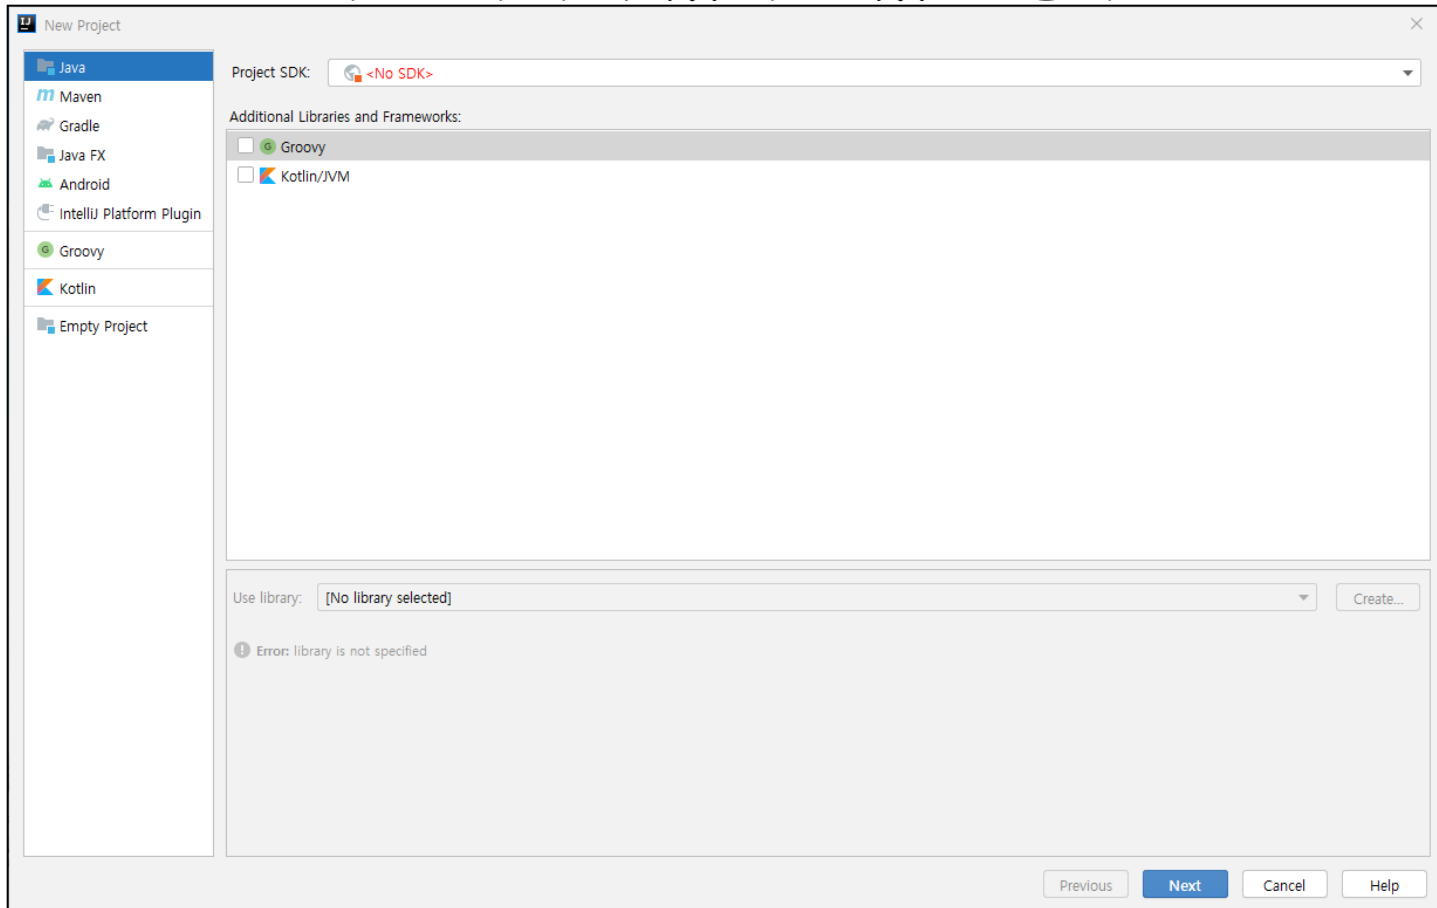 New Project
Java
Maven
Gradle
Java FX
Android
IntelliJ Platform Plugin
Groovy
Kotlin
Empty Project
Project SDK: <No SDK>
Additional Libraries and Frameworks:
Groovy
Kotlin/JVM
Use library: [No library selected] Create...
Error: library is not specified
Previous Next Cancel Help